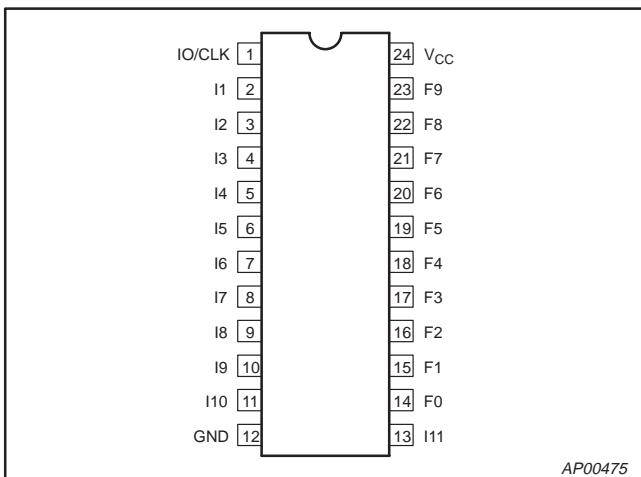 IO/CLK 1 24 VCC
I1 2 23 F9
I2 3 22 F8
I3 4 21 F7
I4 5 20 F6
I5 6 19 F5
I6 7 18 F4
I7 8 17 F3
I8 9 16 F2
I9 10 15 F1
I10 11 14 F0
GND 12 13 I11
AP00475